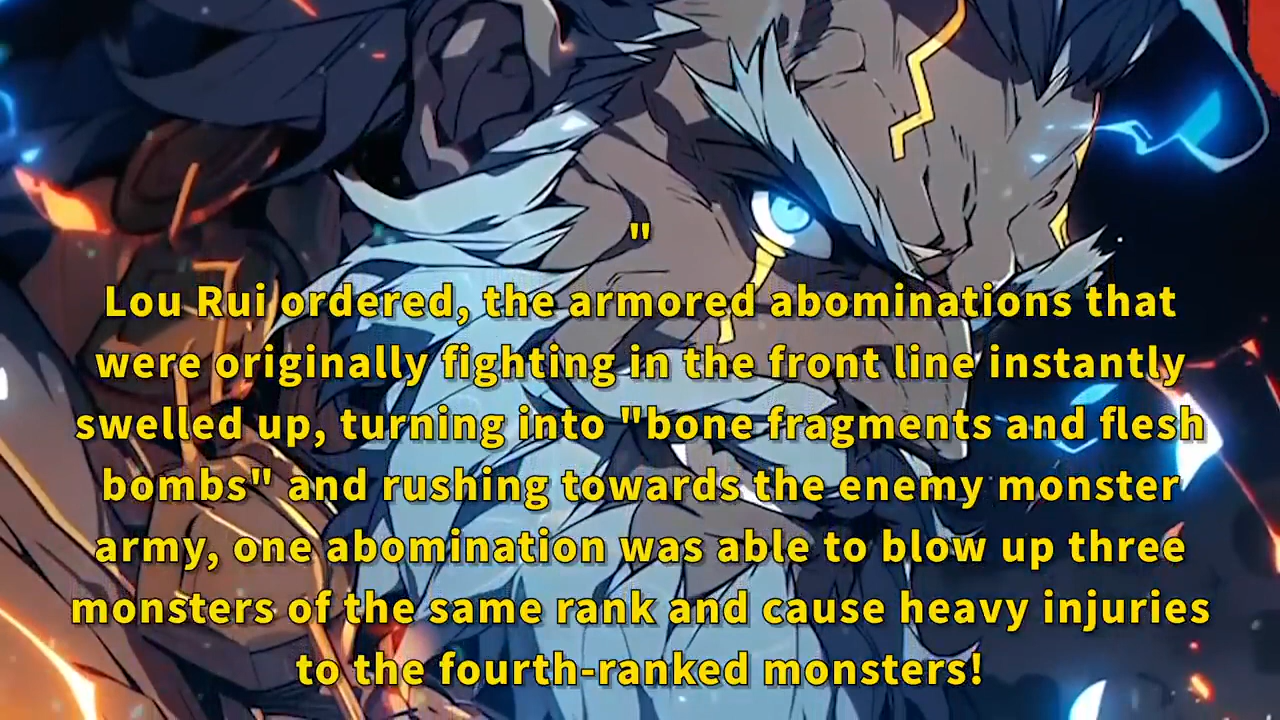 "
Lou Rui ordered, the armored abominations that
were originally fighting in the front line instantly
swelled up, turning into "bone fragments and flesh
bombs" and rushing towards the enemy monster
army, one abomination was able to blow up three
monsters of the same rank and cause heavy injuries
to the fourth-ranked monsters!